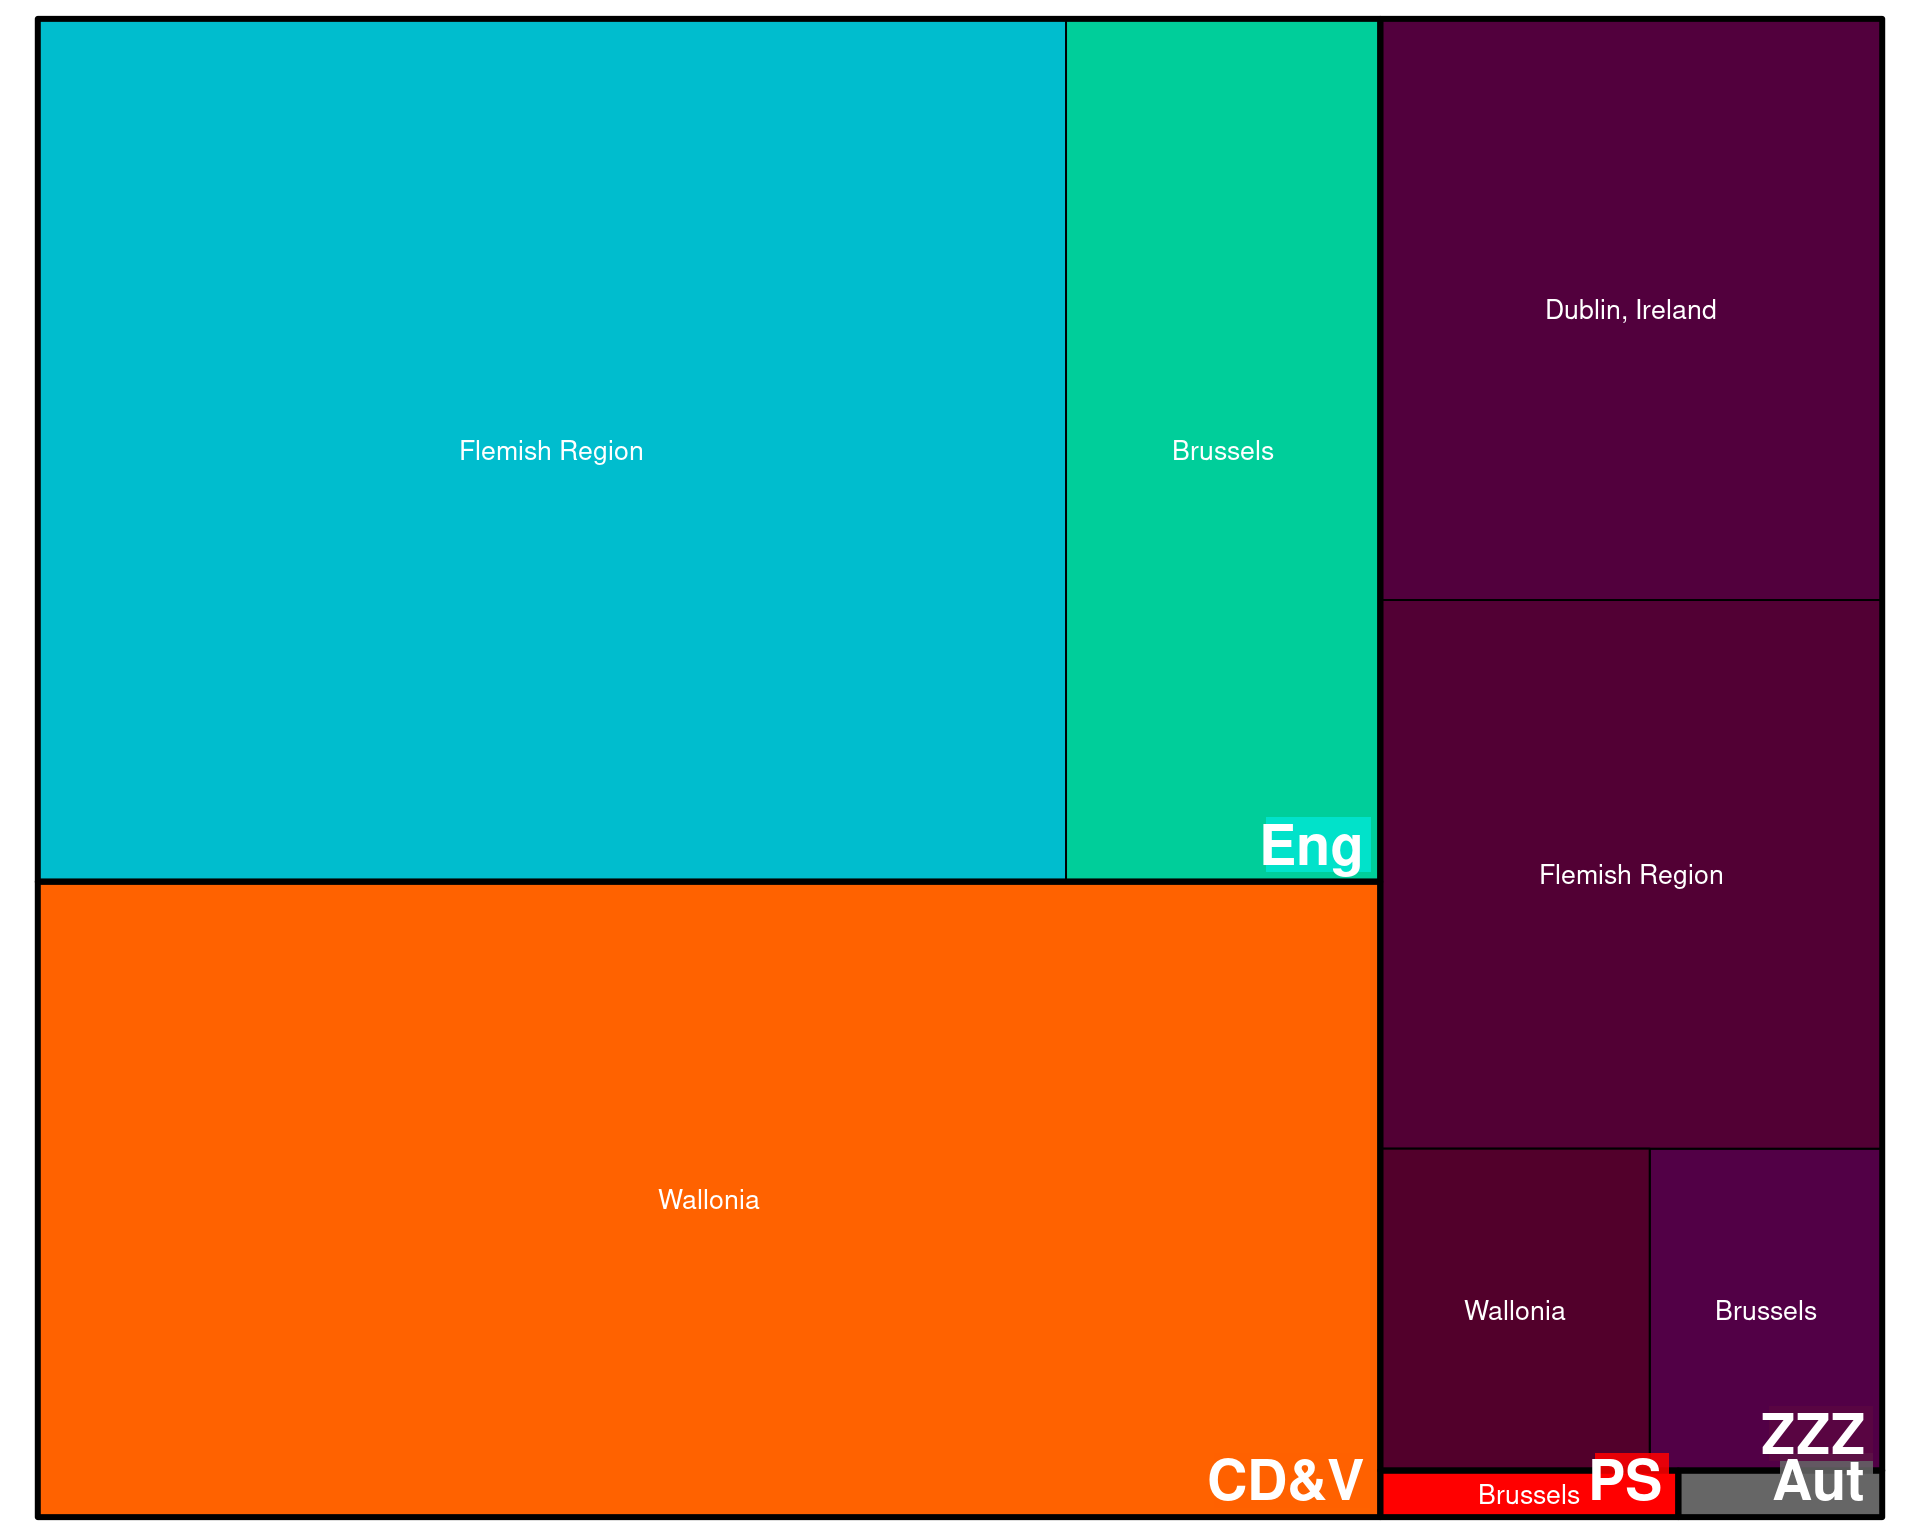 Flemish Region
Brussels
Eng
Wallonia
CD&V
Dublin, Ireland
Flemish Region
Wallonia
Brussels
ZZZ
Brussels
PS
Aut